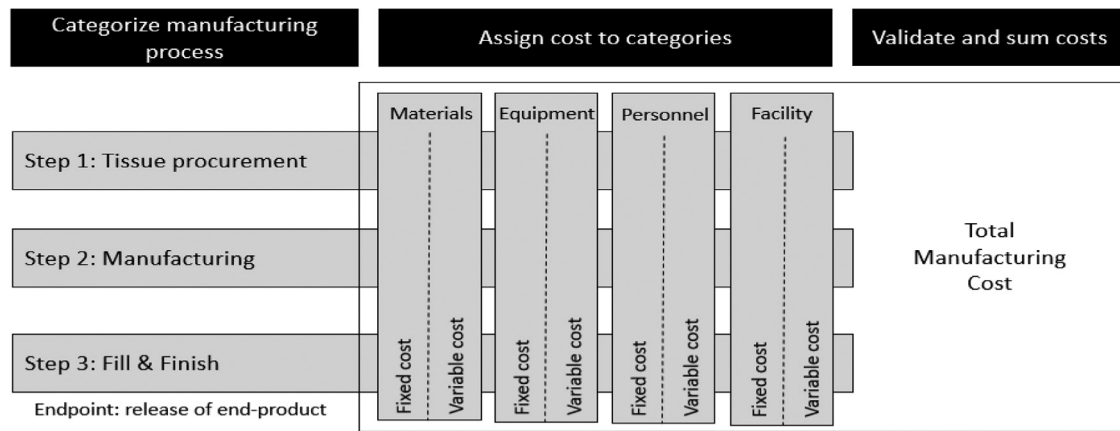 Categorize manufacturing
process
Assign cost to categories
Validate and sum costs
Materials
Equipment
Personnel
Facility
Step 1: Tissue procurement
Step 2: Manufacturing
Step 3: Fill & Finish
Endpoint: release of end-product
Fixed cost
Variable cost
Fixed cost
Variable cost
Fixed cost
Variable cost
Fixed cost
Variable cost
Total
Manufacturing
Cost